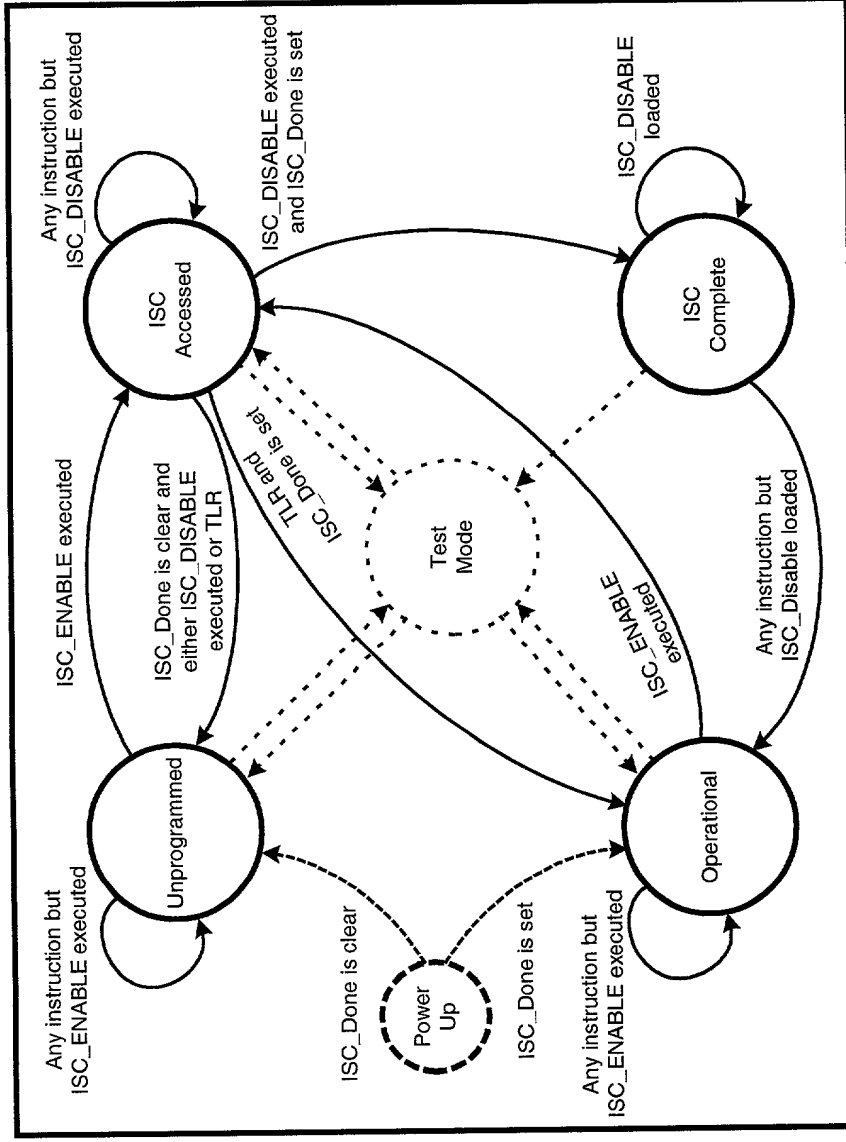 Any instruction but
ISC_ENABLE executed
Unprogrammed
ISC_ENABLE executed
ISC_Done is clear and
either ISC_DISABLE
executed or TLR
Any instruction but
ISC_DISABLE executed
ISC
Accessed
ISC_DISABLE executed
and ISC_Done is set
ISC_Done is clear
Power
Up
ISC_Done is set
Test
Mode
TLR and
ISC_Done is set
ISC_ENABLE
executed
Any instruction but
ISC_ENABLE executed
Operational
Any instruction but
ISC_Disable loaded
ISC
Complete
ISC_DISABLE
loaded